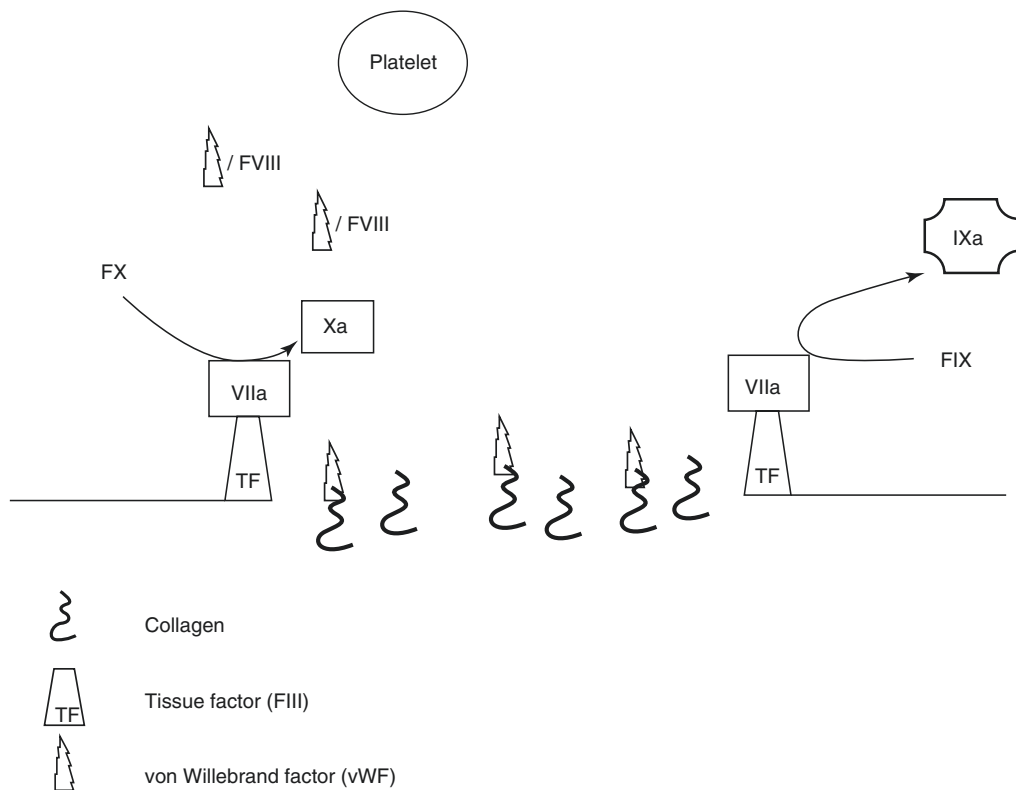 Platelet
/ FVIII
/ FVIII
IXa
FX
Xa
FIX
VIIa
VIIa
TF
TF
Collagen
TF
Tissue factor (FIII)
von Willebrand factor (vWF)